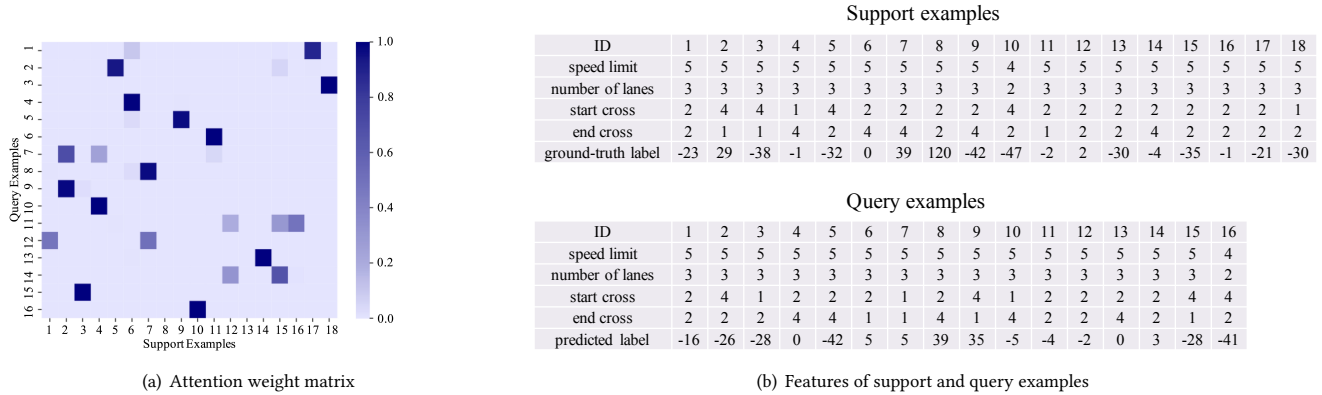 Support examples
ID 1 2 3 4 5 6 7 8 9 10 11 12 13 14 15 16 17 18
speed limit 5 5 5 5 5 5 5 5 5 4 5 5 5 5 5 5 5 5
number of lanes 3 3 3 3 3 3 3 3 3 2 3 3 3 3 3 3 3 3
start cross 2 4 4 1 4 2 2 2 2 4 2 2 2 2 2 2 2 1
end cross 2 1 1 4 2 4 4 2 4 2 1 2 2 4 2 2 2 2
ground-truth label -23 29 -38 -1 -32 0 39 120 -42 -47 -2 2 -30 -4 -35 -1 -21 -30
Query examples
ID 1 2 3 4 5 6 7 8 9 10 11 12 13 14 15 16
speed limit 5 5 5 5 5 5 5 5 5 5 5 5 5 5 5 4
number of lanes 3 3 3 3 3 3 3 3 3 3 3 3 3 3 3 2
start cross 2 4 1 2 2 2 1 2 4 1 2 2 2 2 4 4
end cross 2 2 2 4 4 1 1 4 1 4 2 2 4 2 1 2
predicted label -16 -26 -28 0 -42 5 5 39 35 -5 -4 -2 0 3 -28 -41
Query Examples
1 2 3 4 5 6 7 8 9 10 11 12 13 14 15 16
1 2 3 4 5 6 7 8 9 10 11 12 13 14 15 16 17 18
Support Examples
1.0
0.8
0.6
0.4
0.2
0.0
(a) Attention weight matrix
(b) Features of support and query examples